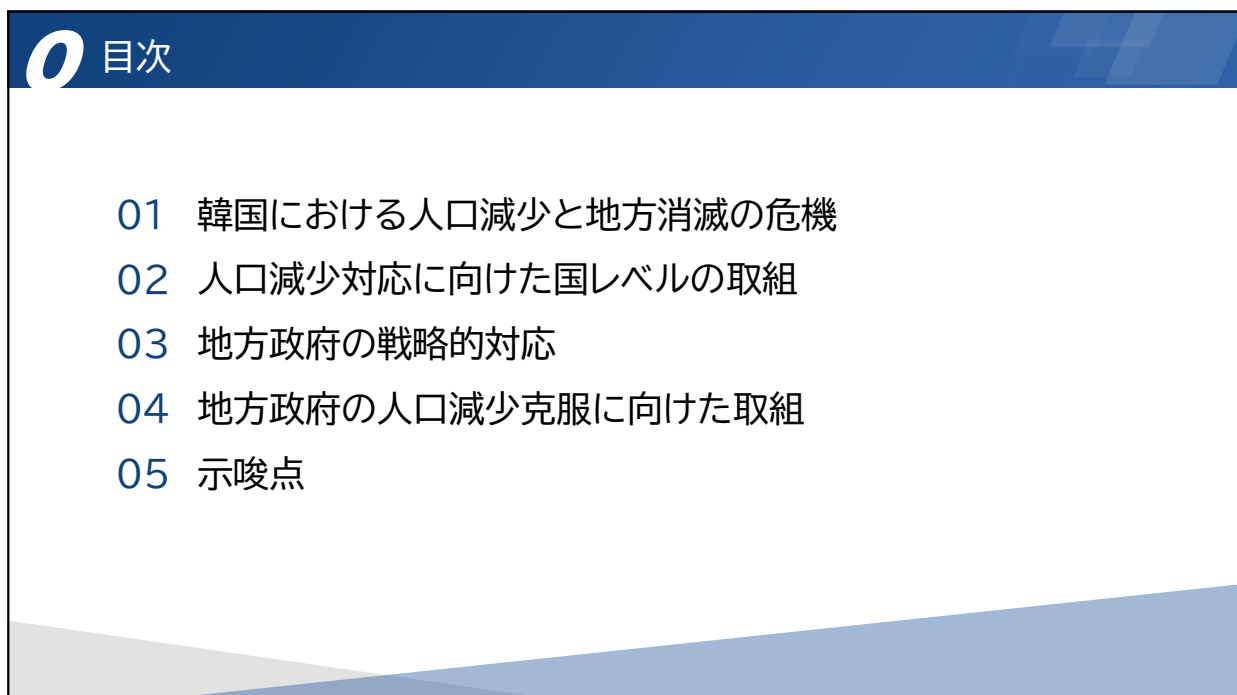 0 目次
01 韓国における人口減少と地方消滅の危機
02 人口減少対応に向けた国レベルの取組
03 地方政府の戦略的対応
04 地方政府の人口減少克服に向けた取組
05 示唆点